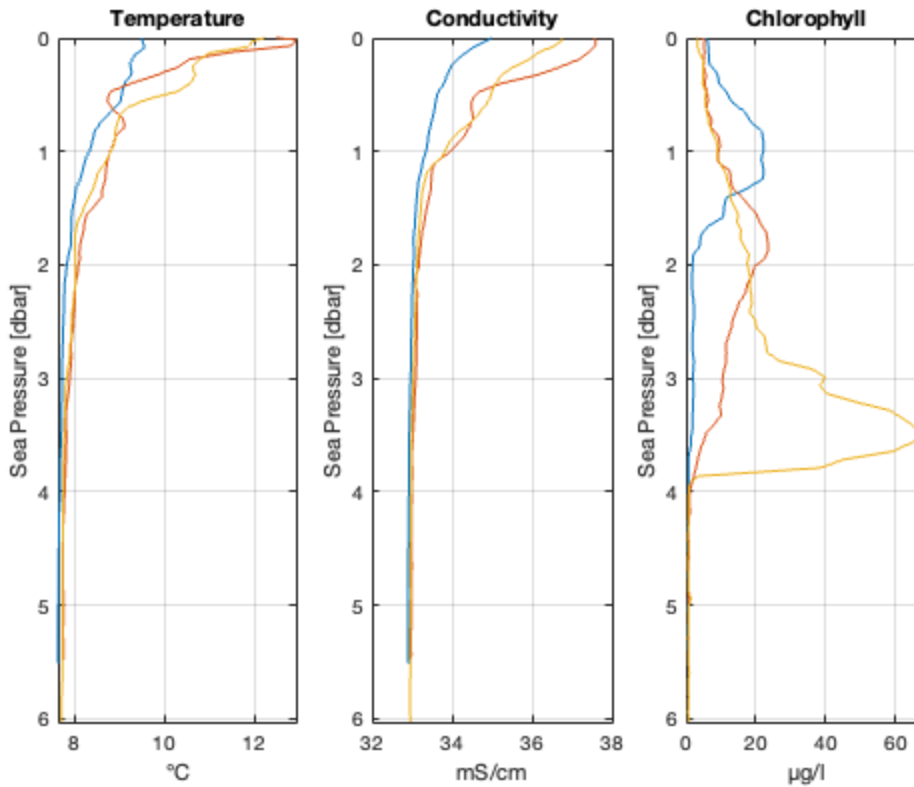 Temperature
0
1
2
3
4
5
6
Sea Pressure [dbar]
8 10 12
°C
Conductivity
0
1
2
3
4
5
6
Sea Pressure [dbar]
32 34 36 38
mS/cm
Chlorophyll
0
1
2
3
4
5
6
Sea Pressure [dbar]
0 20 40 60
µg/l